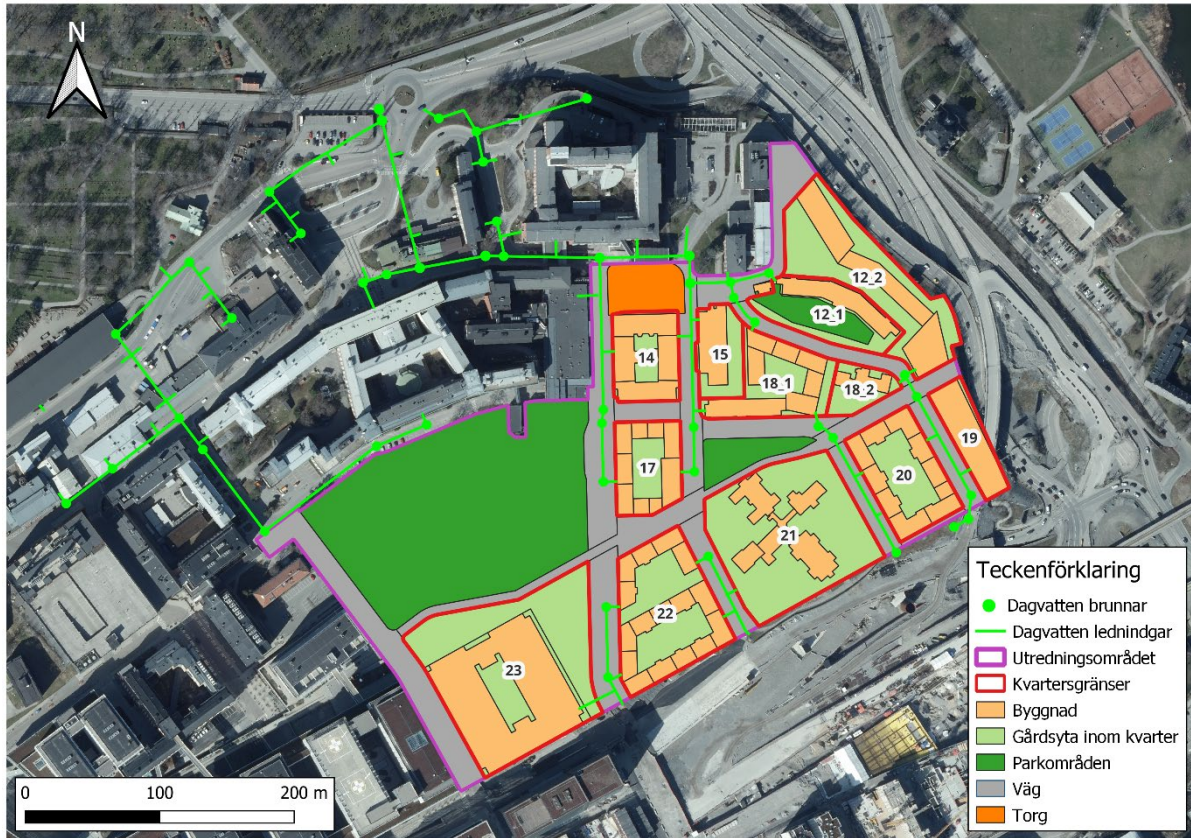 N
12_2
12_1
14
15
18_1
18_2
19
17
20
21
22
23
Teckenförklaring
Dagvatten brunnar
Dagvatten lednindgar
Utredningsområdet
Kvartersgränser
Byggnad
Gårdsyta inom kvarter
Parkområden
Väg
Torg
0 100 200 m